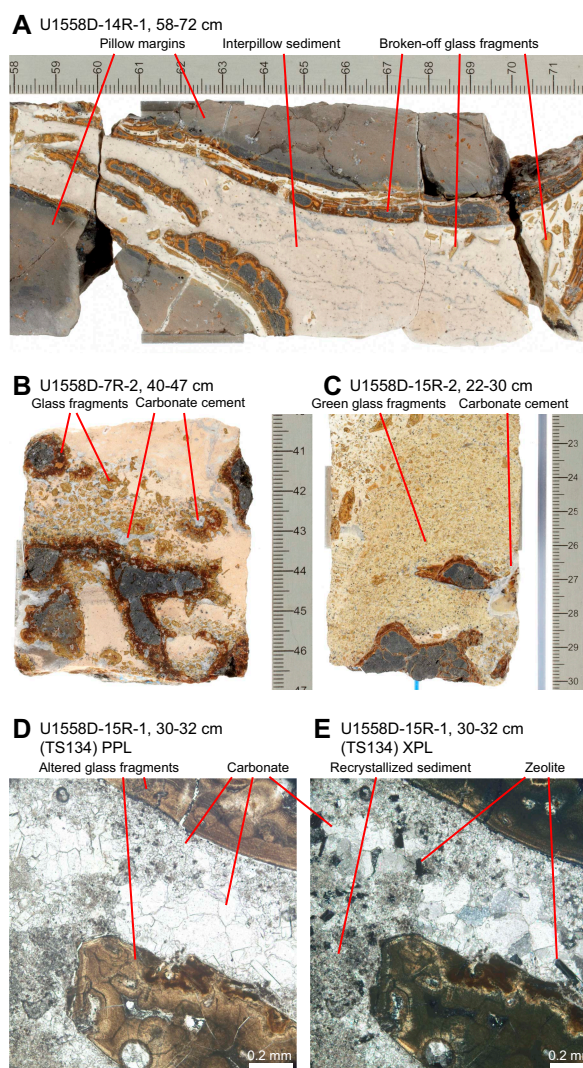 A U1558D-14R-1, 58-72 cm
Pillow margins Interpillow sediment Broken-off glass fragments
58 59 60 61 62 63 64 65 66 67 68 69 70 71
B U1558D-7R-2, 40-47 cm
Glass fragments Carbonate cement
41
42
43
44
45
46
47
C U1558D-15R-2, 22-30 cm
Green glass fragments Carbonate cement
23
24
25
26
27
28
29
30
D U1558D-15R-1, 30-32 cm
(TS134) PPL
Altered glass fragments Carbonate
0.2 mm
E U1558D-15R-1, 30-32 cm
(TS134) XPL
Recrystallized sediment Zeolite
0.2 mm